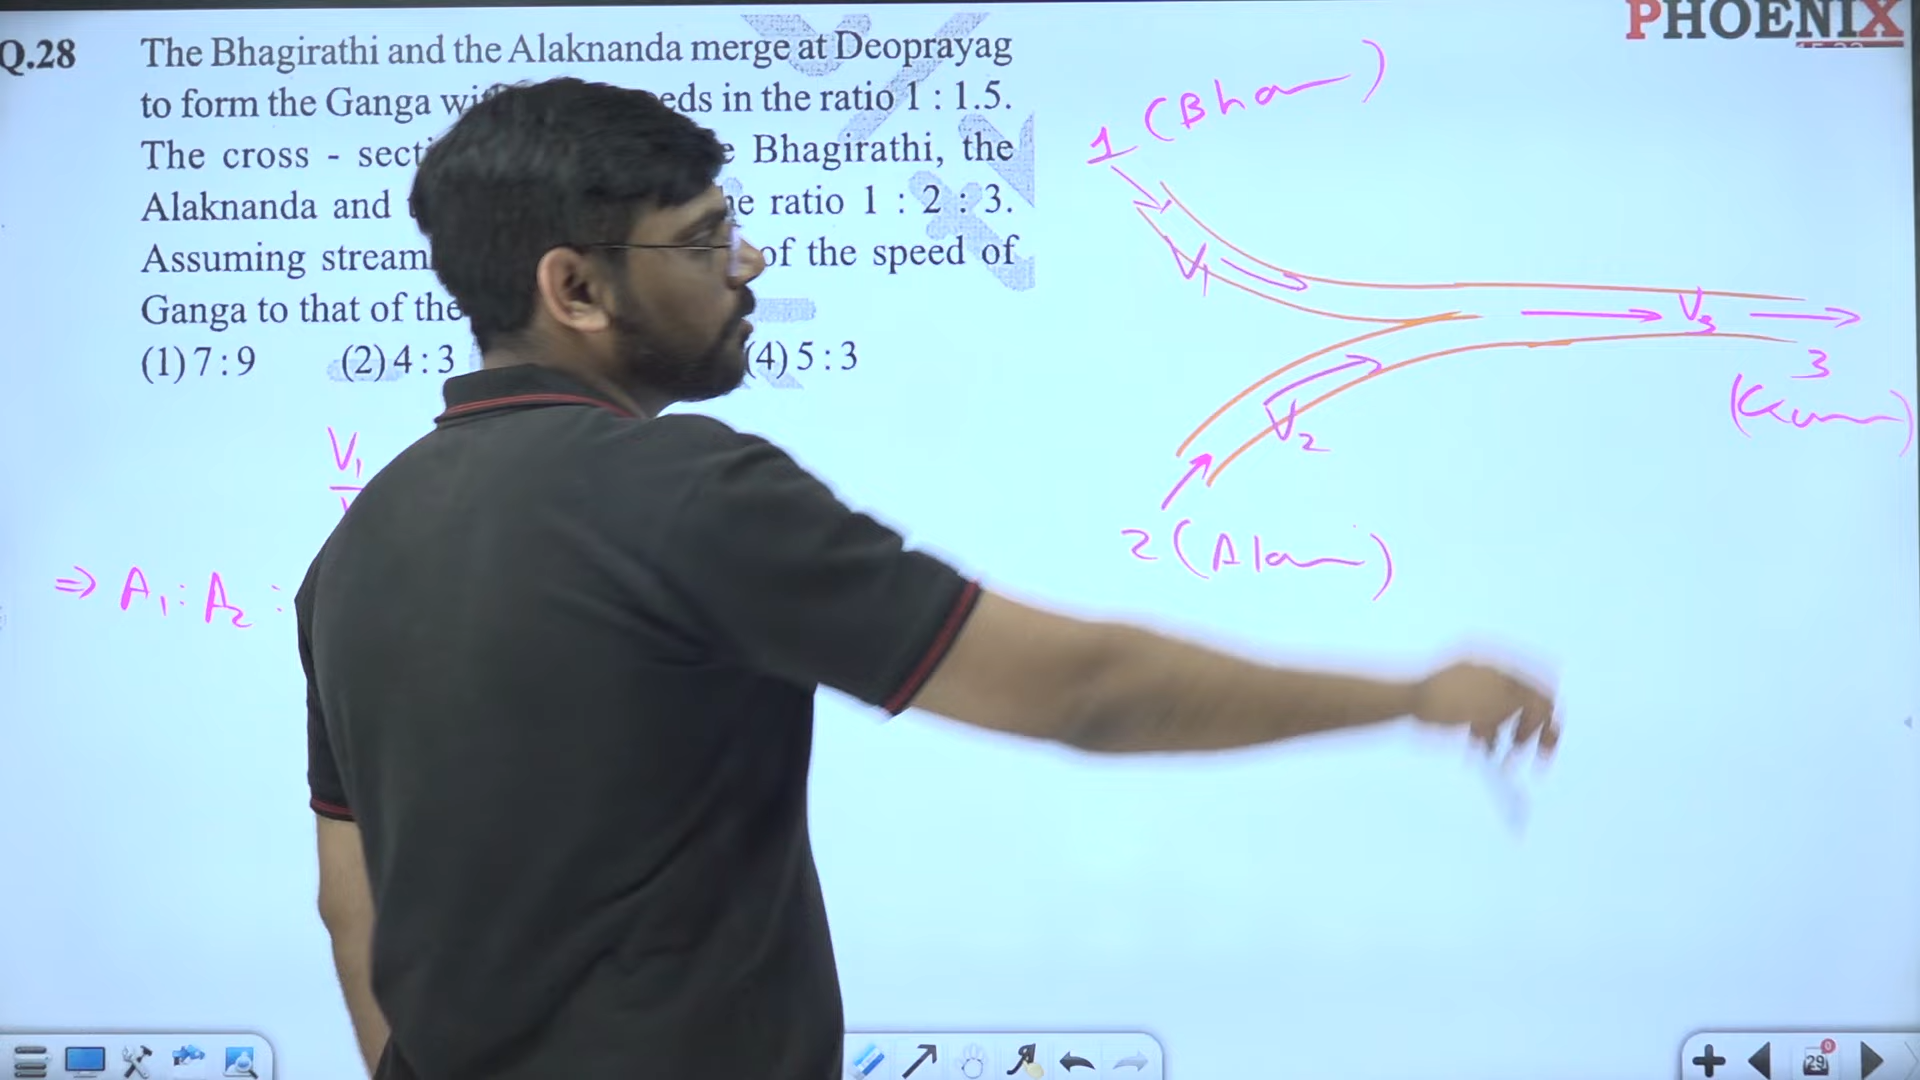 PHOENIX
Q.28 The Bhagirathi and the Alaknanda merge at Deoprayag
to form the Ganga eds in the ratio 1 : 1.5.
The cross - Bhagirathi, the
Alaknanda and ratio 1 : 2 : 3.
Assuming stream of the speed of
Ganga to that of the
(1) 7 : 9 (2) 4 : 3 (4) 5 : 3
1 (Bha )
V1
V3
3
V2
2 (Ala )
V1
⇒ A1 : A2 :
29
0